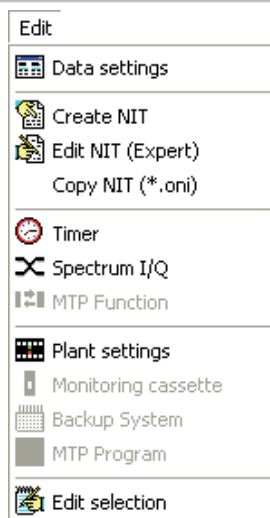 Edit
Data settings
Create NIT
Edit NIT (Expert)
Copy NIT (*.oni)
Timer
Spectrum I/Q
MTP Function
Plant settings
Monitoring cassette
Backup System
MTP Program
Edit selection